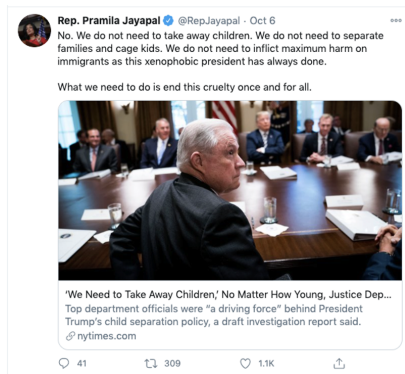 Rep. Pramila Jayapal @RepJayapal · Oct 6
No. We do not need to take away children. We do not need to separate
families and cage kids. We do not need to inflict maximum harm on
immigrants as this xenophobic president has always done.
What we need to do is end this cruelty once and for all.
‘We Need to Take Away Children,’ No Matter How Young, Justice Dep...
Top department officials were “a driving force” behind President
Trump’s child separation policy, a draft investigation report said.
nytimes.com
41 309 1.1K